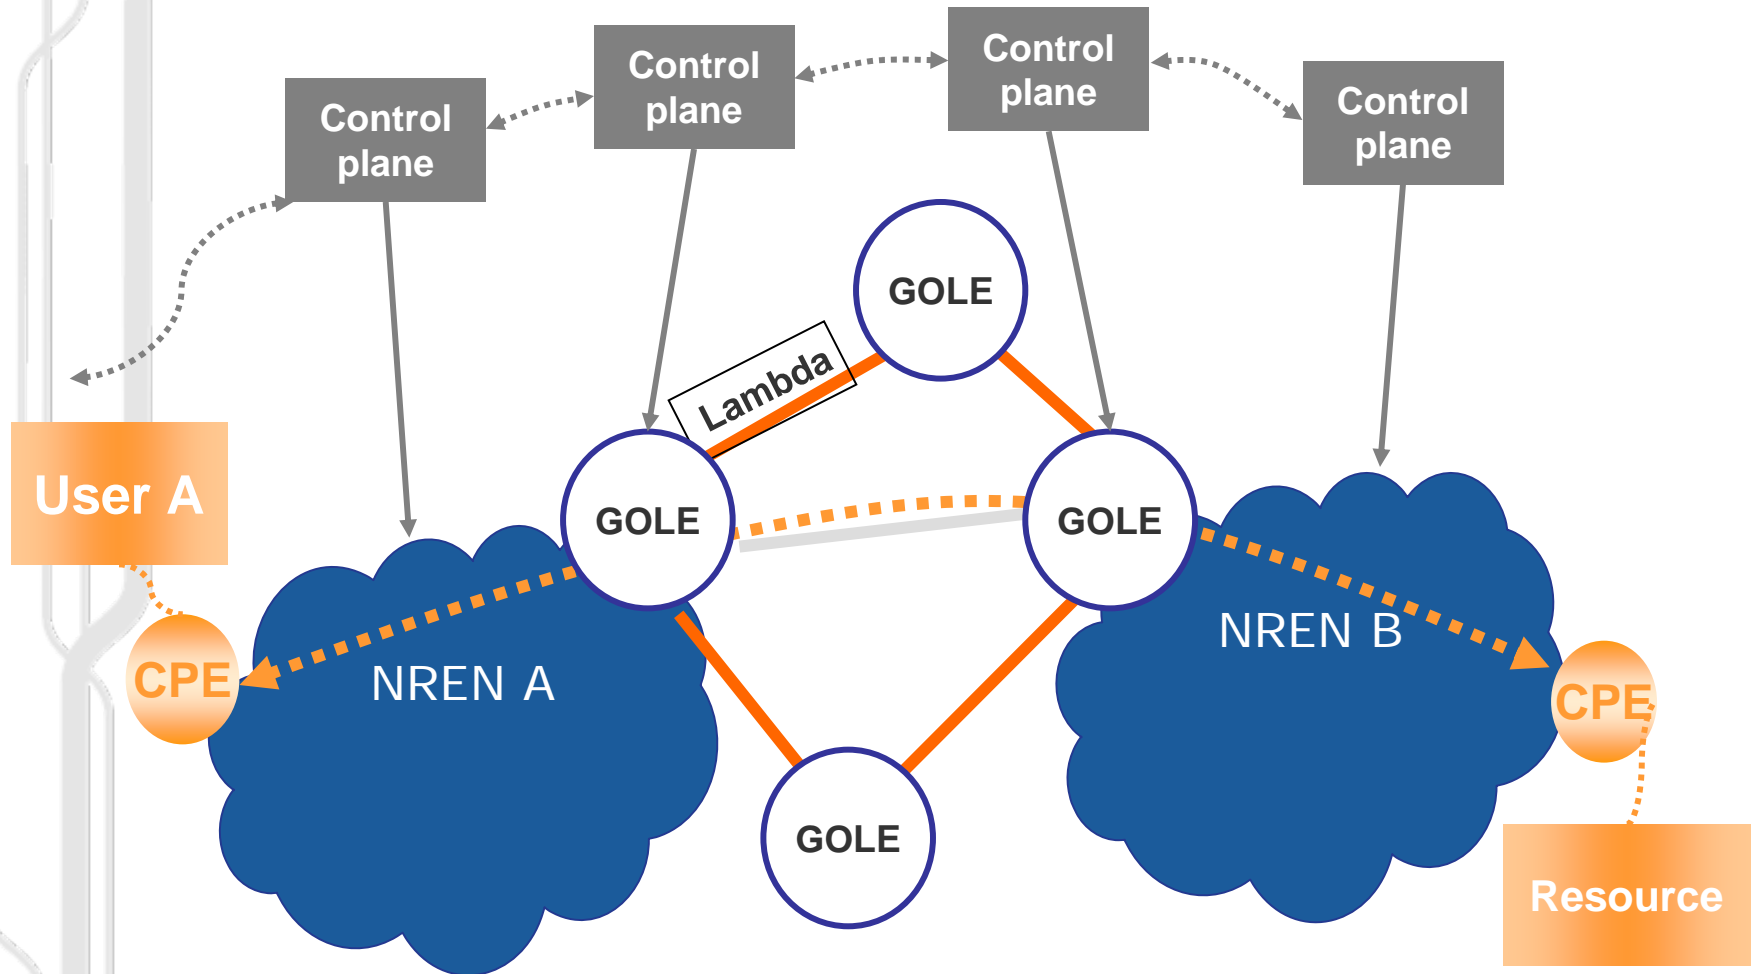 Control
plane
Control
plane
Control
plane
Control
plane
GOLE
Lambda
User A
GOLE
GOLE
NREN A
NREN B
CPE
CPE
GOLE
Resource